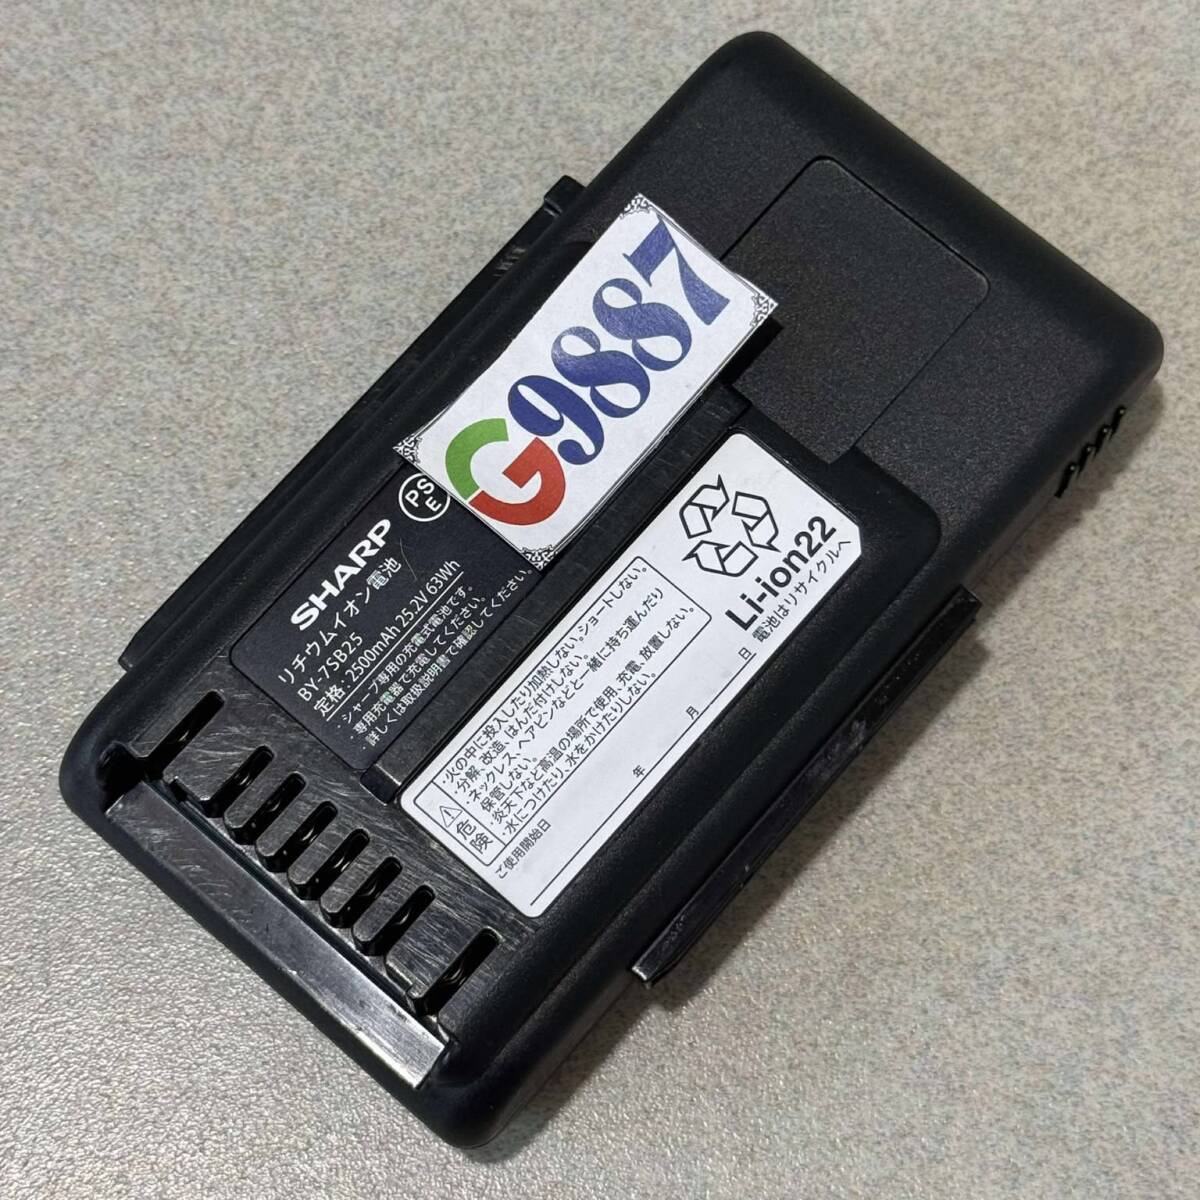 G9887
PS
E
SHARP
リチウムイオン電池
BY-7SB25
定格:2500mAh 25.2V 63Wh
・シャープ専用の充電式電池です。
・専用充電器で充電してください。
・詳しくは取扱説明書で確認してください。
Li-ion22
電池はリサイクルへ
危険
・火の中に投入したり加熱しない。ショートしない。
・分解、改造、はんだ付けしない。
・ネックレス、ヘアピンなどと一緒に持ち運んだり
保管しない。
・炎天下など高温の場所で使用、充電、放置しない。
・水につけたり、水をかけたりしない。
ご使用開始日 年 月 日